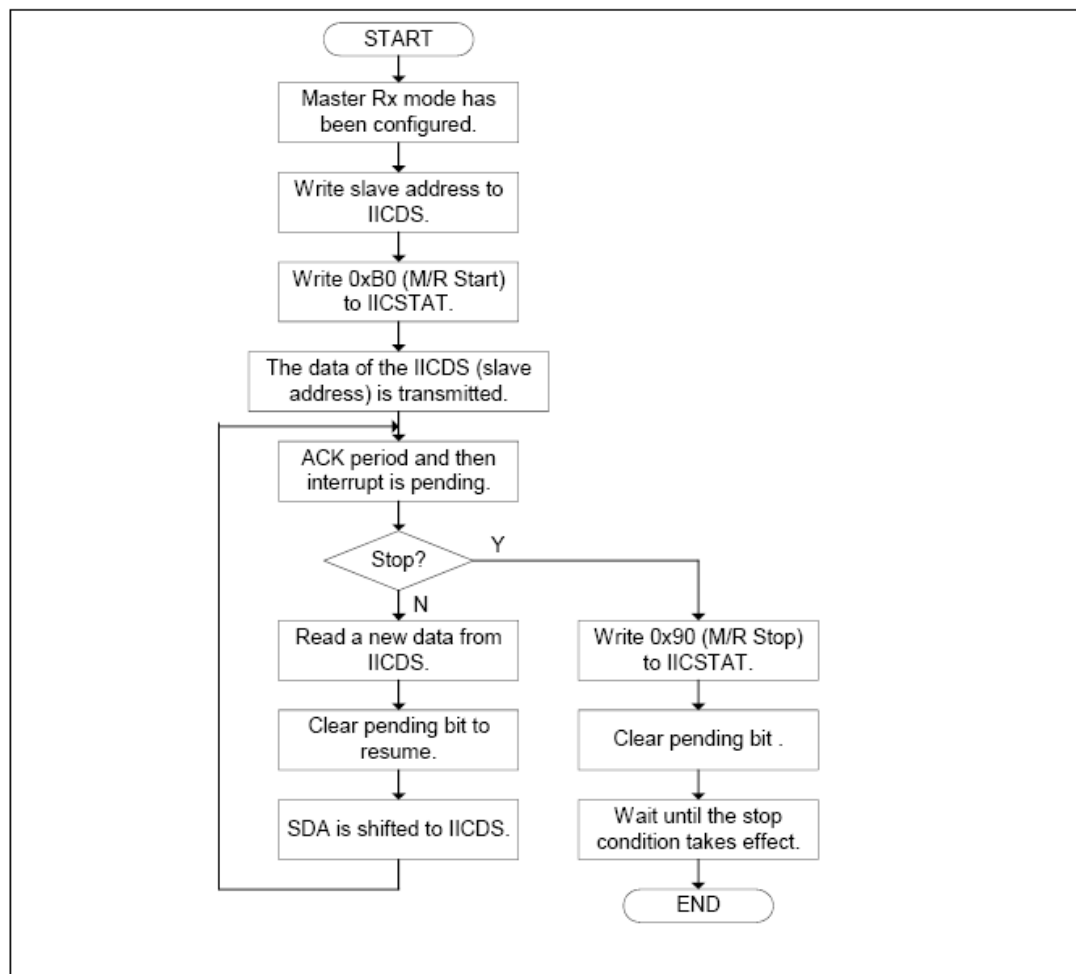 START
Master Rx mode has
been configured.
Write slave address to
IICDS.
Write 0xB0 (M/R Start)
to IICSTAT.
The data of the IICDS (slave
address) is transmitted.
ACK period and then
interrupt is pending.
Stop?
Y
N
Read a new data from
IICDS.
Clear pending bit to
resume.
SDA is shifted to IICDS.
Write 0x90 (M/R Stop)
to IICSTAT.
Clear pending bit .
Wait until the stop
condition takes effect.
END